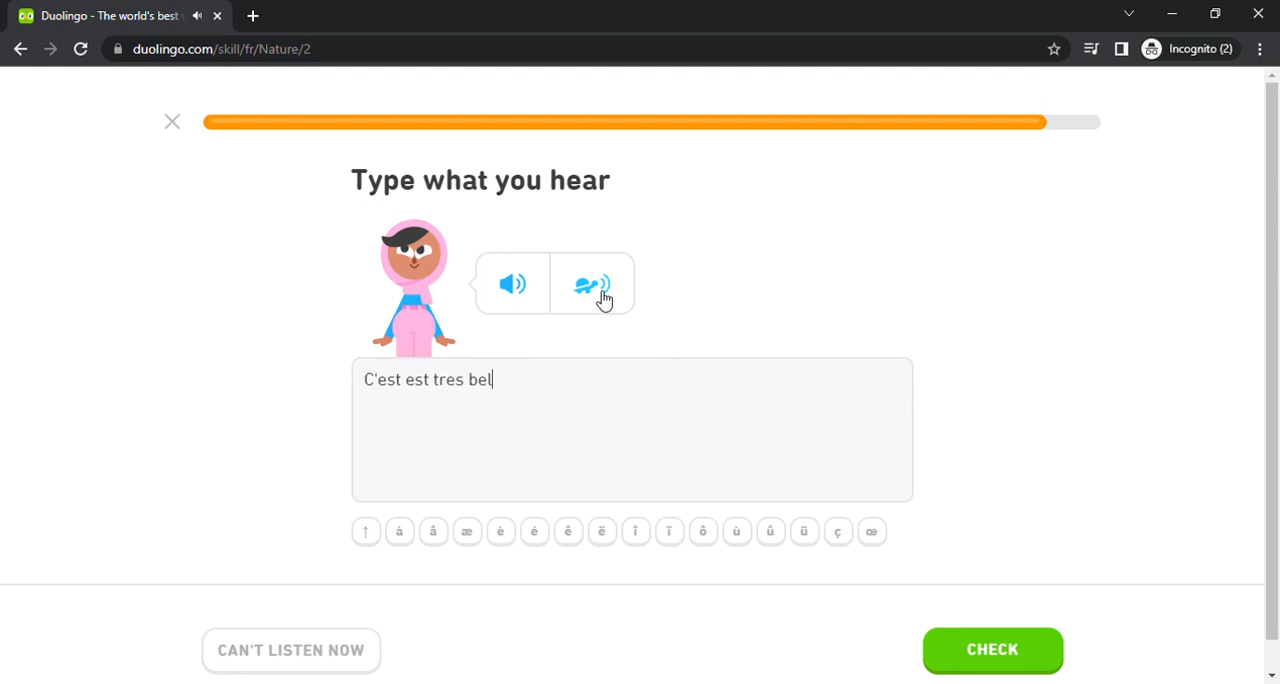 Duolingo - The world's best
duolingo.com/skill/fr/Nature/2
Incognito (2)
Type what you hear
C'est est tres bel
↑ à â æ è é ê ë î ï ô ù û ü ç œ
CAN'T LISTEN NOW
CHECK